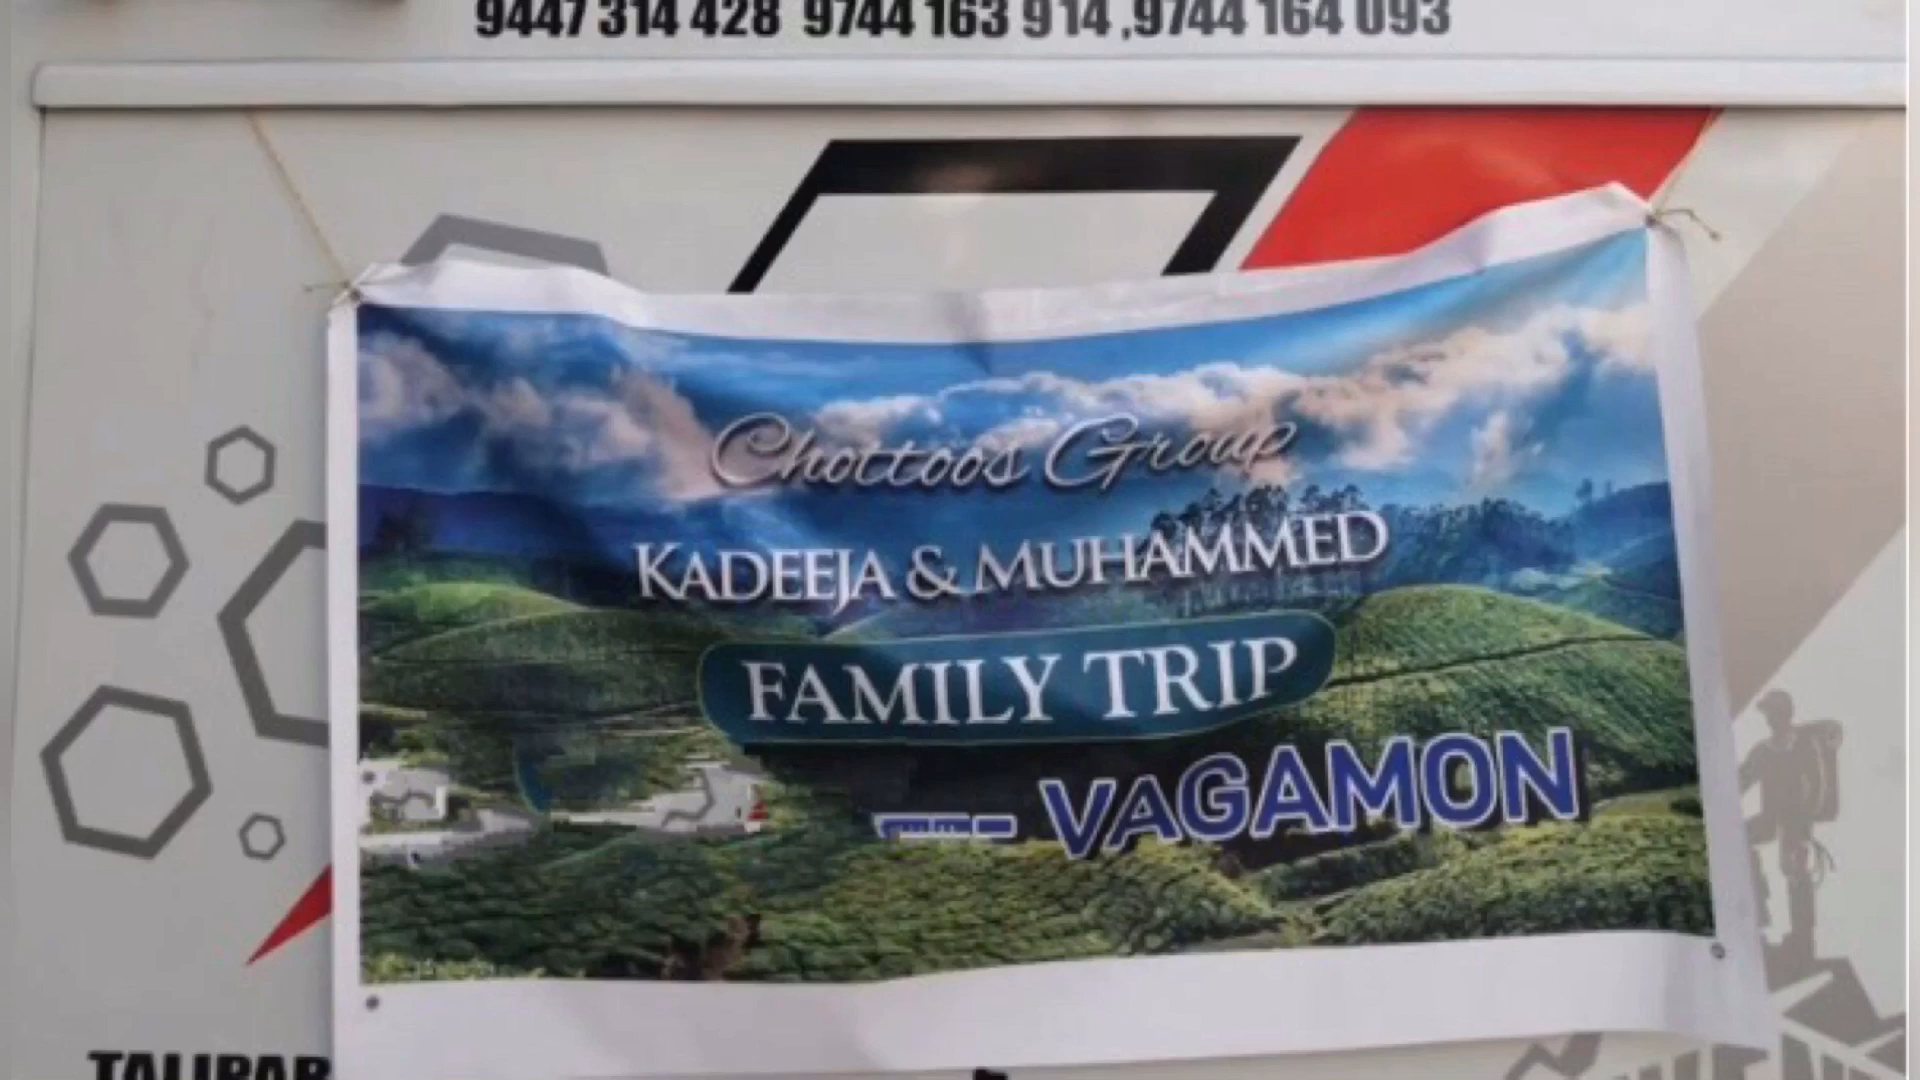 9447 314 428 9744 163 914 ,9744 164 093
Chottoos Group
KADEEJA & MUHAMMED
FAMILY TRIP
VAGAMON